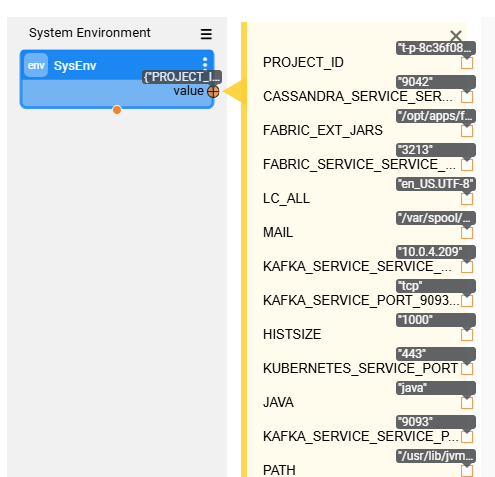 System Environment
env SysEnv
{"PROJECT_I...
value
"t-p-8c36f08...
PROJECT_ID
"9042"
CASSANDRA_SERVICE_SER...
"/opt/apps/f...
FABRIC_EXT_JARS
"3213"
FABRIC_SERVICE_SERVICE_...
"en_US.UTF-8"
LC_ALL
"/var/spool/...
MAIL
"10.0.4.209"
KAFKA_SERVICE_SERVICE_...
"tcp"
KAFKA_SERVICE_PORT_9093...
"1000"
HISTSIZE
"443"
KUBERNETES_SERVICE_PORT
"java"
JAVA
"9093"
KAFKA_SERVICE_SERVICE_P...
"/usr/lib/jvm...
PATH